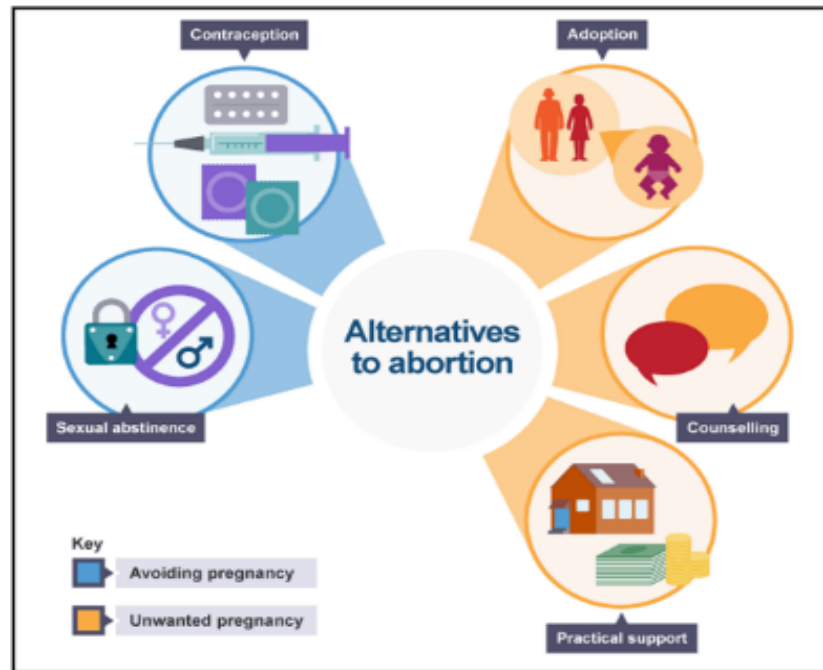 Contraception
Adoption
Alternatives
to abortion
Sexual abstinence
Counselling
Key
Avoiding pregnancy
Unwanted pregnancy
Practical support